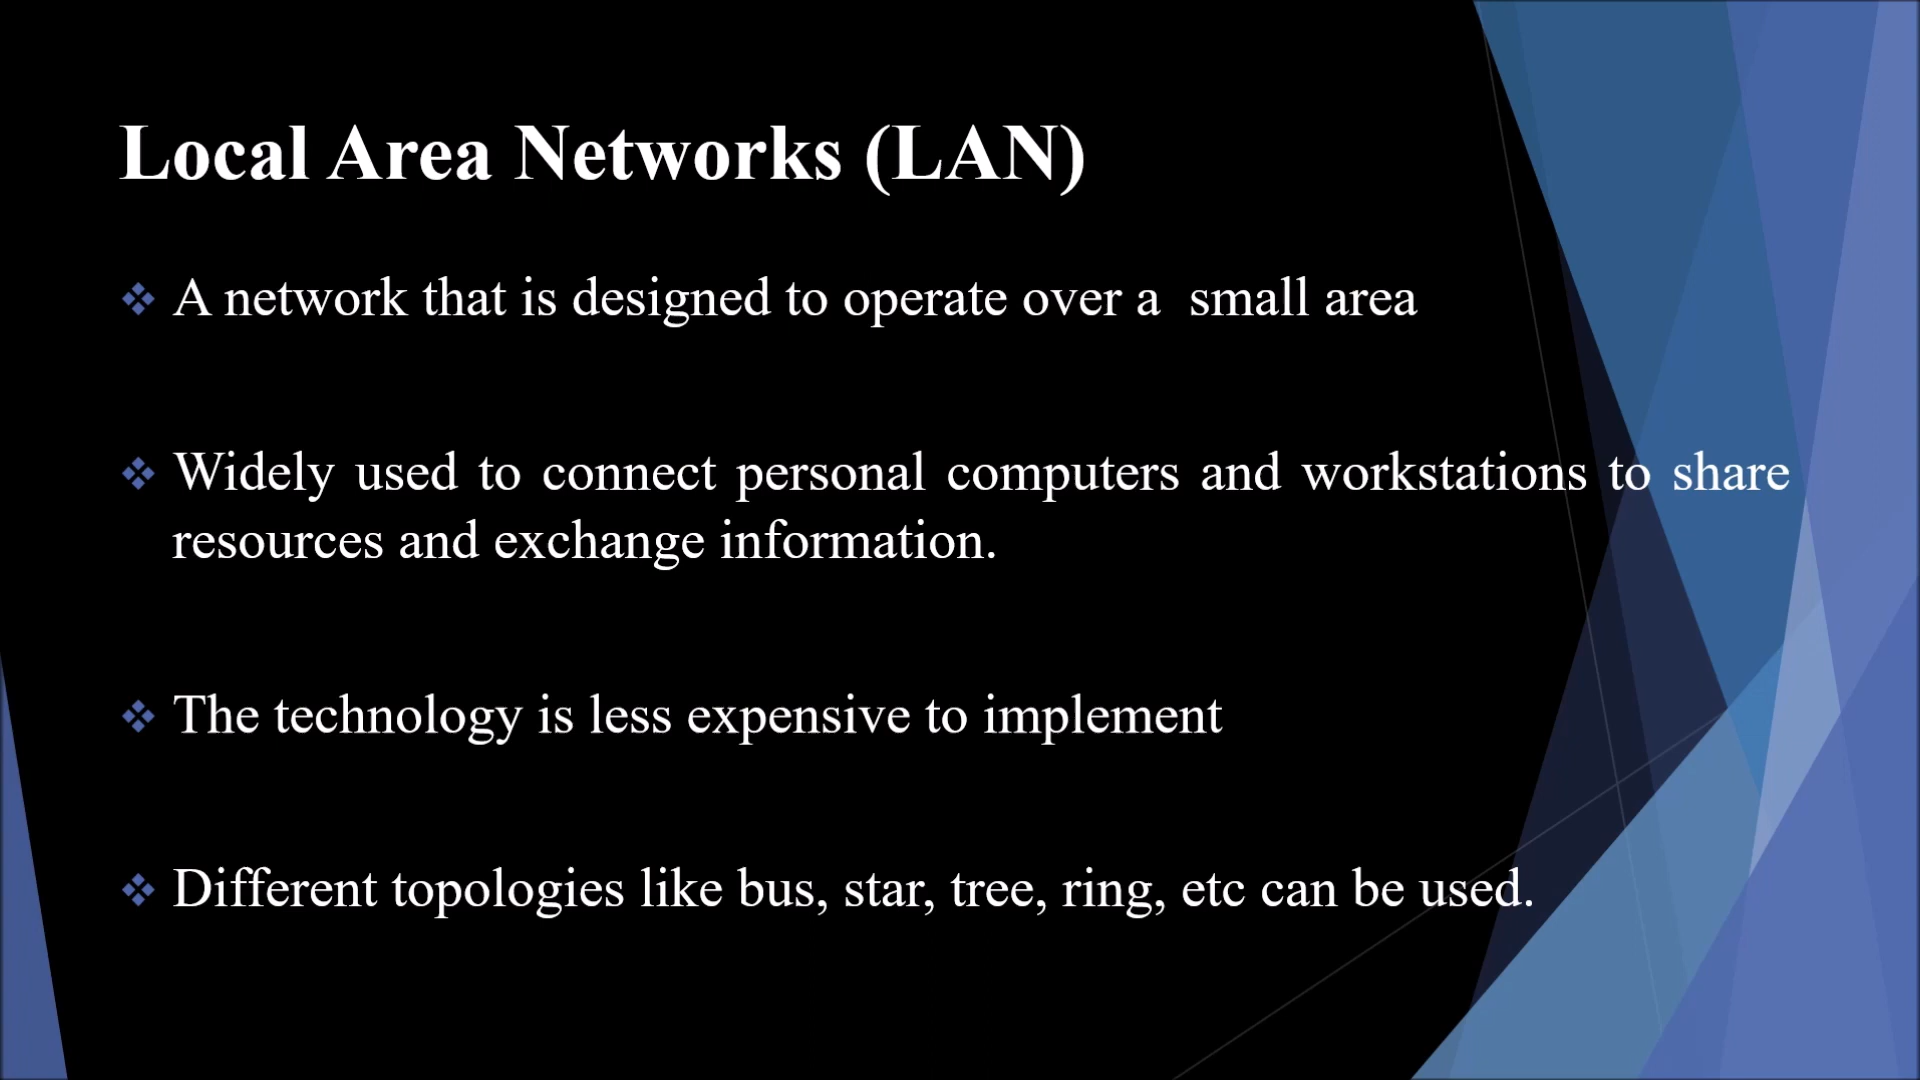 Local Area Networks (LAN)
❖ A network that is designed to operate over a  small area
❖ Widely used to connect personal computers and workstations to share
resources and exchange information.
❖ The technology is less expensive to implement
❖ Different topologies like bus, star, tree, ring, etc can be used.